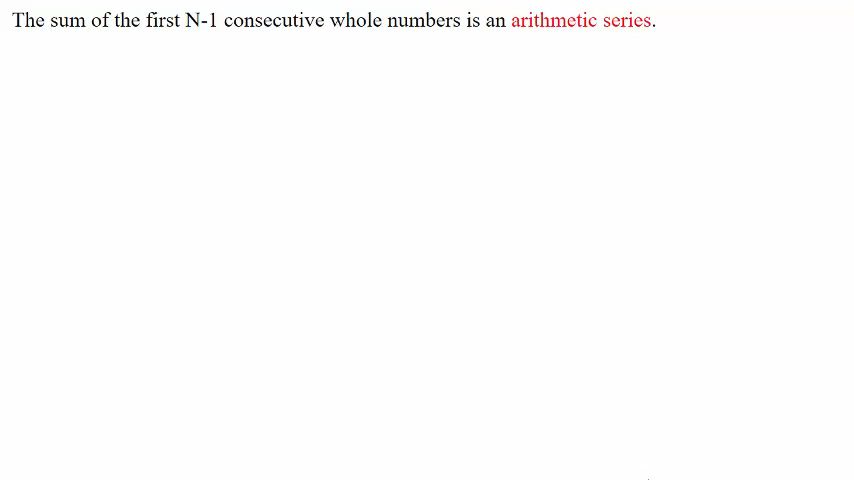 The sum of the first N-1 consecutive whole numbers is an arithmetic series.